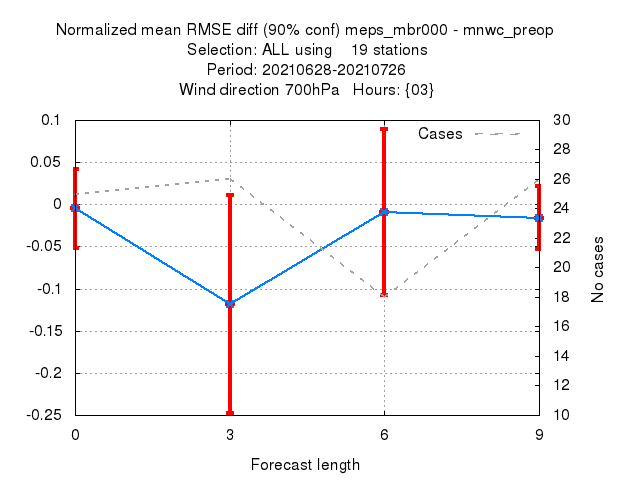 Normalized mean RMSE diff (90% conf) meps_mbr000 - mnwc_preop
Selection: ALL using 19 stations
Period: 20210628-20210726
Wind direction 700hPa Hours: {03}
0.1
0.05
0
-0.05
-0.1
-0.15
-0.2
-0.25
Cases
30
28
26
24
22
20
18
16
14
12
10
No cases
0 3 6 9
Forecast length